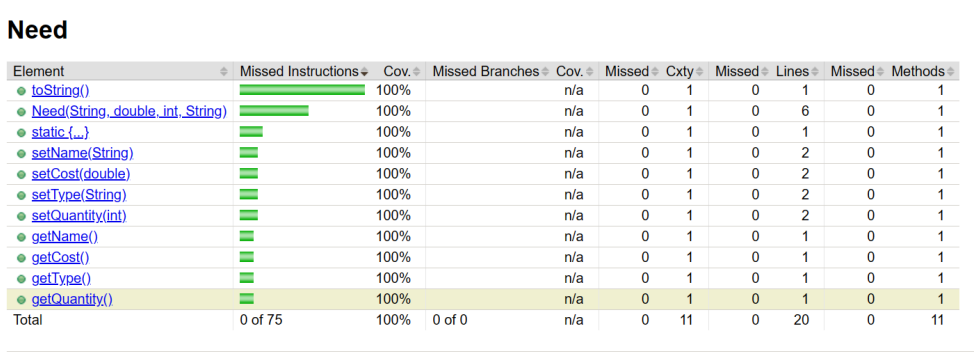 Need
Element Missed Instructions Cov. Missed Branches Cov. Missed Cxty Missed Lines Missed Methods
toString() 100% n/a 0 1 0 1 0 1
Need(String, double, int, String) 100% n/a 0 1 0 6 0 1
static {...} 100% n/a 0 1 0 1 0 1
setName(String) 100% n/a 0 1 0 2 0 1
setCost(double) 100% n/a 0 1 0 2 0 1
setType(String) 100% n/a 0 1 0 2 0 1
setQuantity(int) 100% n/a 0 1 0 2 0 1
getName() 100% n/a 0 1 0 1 0 1
getCost() 100% n/a 0 1 0 1 0 1
getType() 100% n/a 0 1 0 1 0 1
getQuantity() 100% n/a 0 1 0 1 0 1
Total 0 of 75 100% 0 of 0 n/a 0 11 0 20 0 11